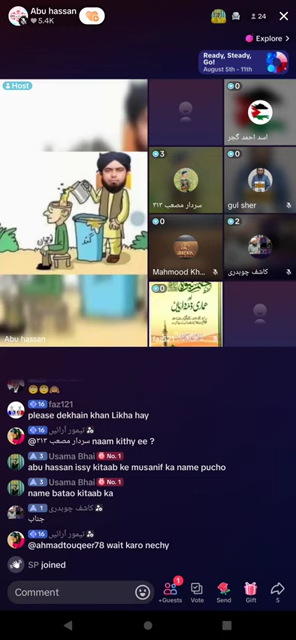 Abu hassan
5.4K
24
Explore >
Ready, Steady,
Go!
August 5th - 11th
Host
0
اسد احمد گجر
3
سردار مصعب ٣١٣
0
gul sher
0
Mahmood Kh...
2
کاشف چوہدری
0
ہماری
Abu hassan
faz121
16 faz121
please dekhain khan Likha hay
16 تیمور آرائیں
@سردار مصعب ٣١٣ naam kithy ee ?
3 Usama Bhai No. 1
abu hassan issy kitaab ke musanif ka name pucho
3 Usama Bhai No. 1
name batao kitaab ka
1 کاشف چوہدری
جناب
16 تیمور آرائیں
@ahmadtouqeer78 wait karo nechy
SP joined
Comment
1
+Guests
Vote
Send
Gift
5